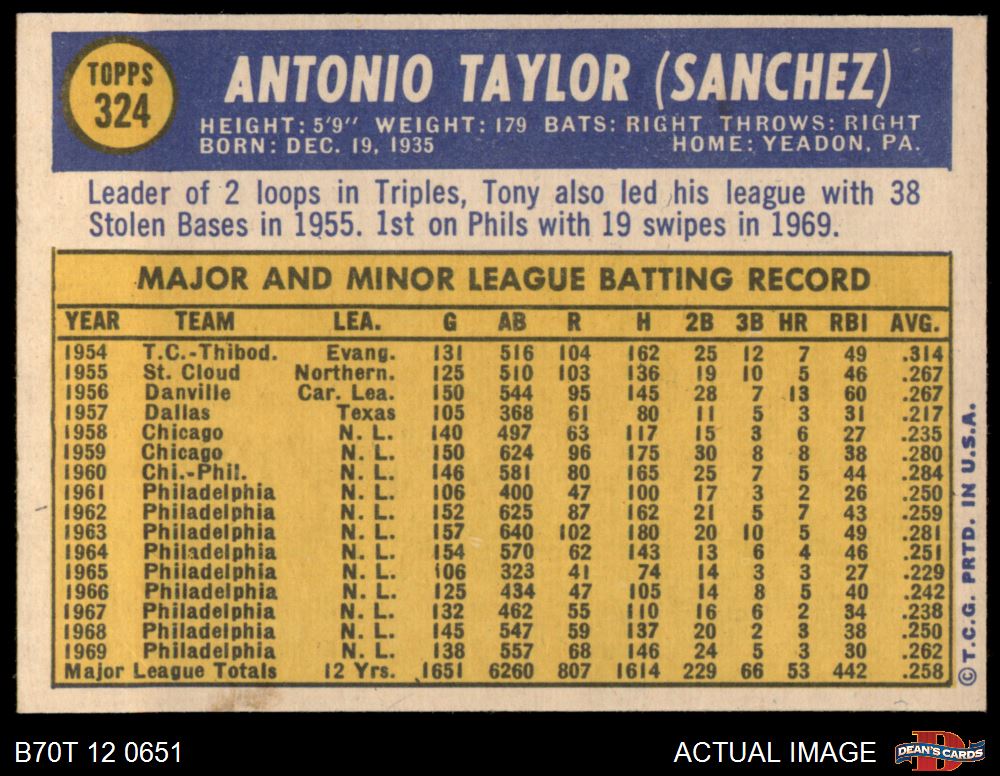 TOPPS
324
ANTONIO TAYLOR (SANCHEZ)
HEIGHT: 5'9" WEIGHT: 179 BATS: RIGHT THROWS: RIGHT
BORN: DEC. 19, 1935 HOME: YEADON, PA.
Leader of 2 loops in Triples, Tony also led his league with 38
Stolen Bases in 1955. 1st on Phils with 19 swipes in 1969.
MAJOR AND MINOR LEAGUE BATTING RECORD
YEAR TEAM LEA. G AB R H 2B 3B HR RBI AVG.
1954 T.C.-Thibod. Evang. 131 516 104 162 25 12 7 49 .314
1955 St. Cloud Northern. 125 510 103 136 19 10 5 46 .267
1956 Danville Car. Lea. 150 544 95 145 28 7 13 60 .267
1957 Dallas Texas 105 368 61 80 11 5 3 31 .217
1958 Chicago N. L. 140 497 63 117 15 3 6 27 .235
1959 Chicago N. L. 150 624 96 175 30 8 8 38 .280
1960 Chi.-Phil. N. L. 146 581 80 165 25 7 5 44 .284
1961 Philadelphia N. L. 106 400 47 100 17 3 2 26 .250
1962 Philadelphia N. L. 152 625 87 162 21 5 7 43 .259
1963 Philadelphia N. L. 157 640 102 180 20 10 5 49 .281
1964 Philadelphia N. L. 154 570 62 143 13 6 4 46 .251
1965 Philadelphia N. L. 106 323 41 74 14 3 3 27 .229
1966 Philadelphia N. L. 125 434 47 105 14 8 5 40 .242
1967 Philadelphia N. L. 132 462 55 110 16 6 2 34 .238
1968 Philadelphia N. L. 145 547 59 137 20 2 3 38 .250
1969 Philadelphia N. L. 138 557 68 146 24 5 3 30 .262
Major League Totals 12 Yrs. 1651 6260 807 1614 229 66 53 442 .258
© T.C.G. PRTD. IN U.S.A.
B70T 12 0651 ACTUAL IMAGE
DEAN'S CARDS